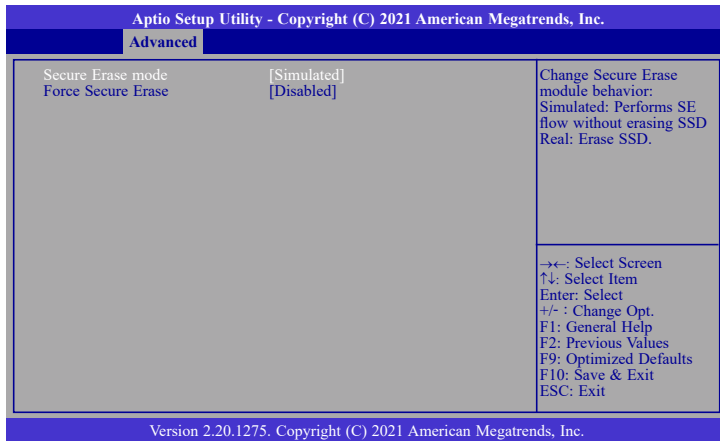 Aptio Setup Utility - Copyright (C) 2021 American Megatrends, Inc.
Advanced
Secure Erase mode [Simulated]
Force Secure Erase [Disabled]
Change Secure Erase
module behavior:
Simulated: Performs SE
flow without erasing SSD
Real: Erase SSD.
→←: Select Screen
↑↓: Select Item
Enter: Select
+/- : Change Opt.
F1: General Help
F2: Previous Values
F9: Optimized Defaults
F10: Save & Exit
ESC: Exit
Version 2.20.1275. Copyright (C) 2021 American Megatrends, Inc.